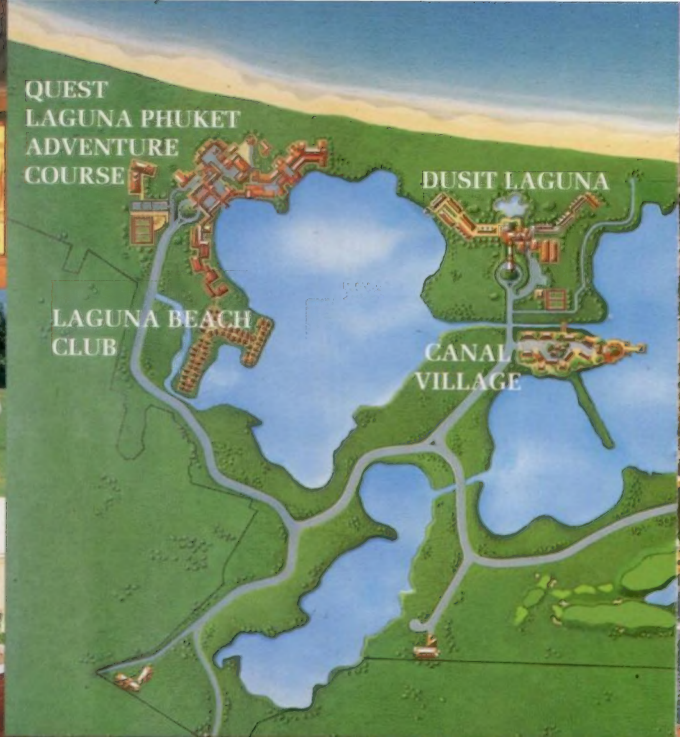 QUEST
LAGUNA PHUKET
ADVENTURE
COURSE
DUSIT LAGUNA
LAGUNA BEACH
CLUB
CANAL
VILLAGE